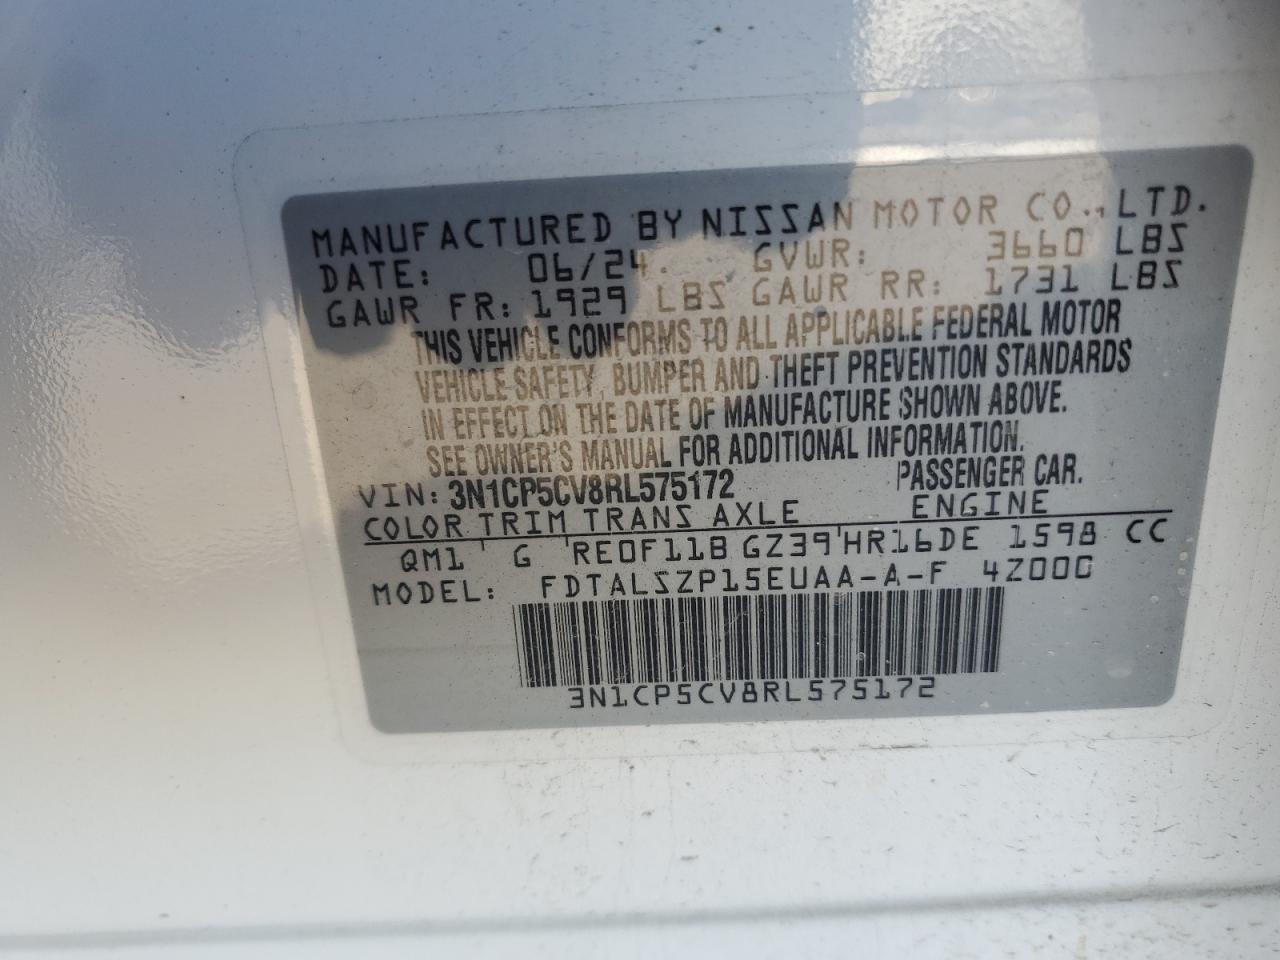 MANUFACTURED BY NISSAN MOTOR CO., LTD.
DATE: 06/24 GVWR: 3660 LBS
GAWR FR: 1929 LBS GAWR RR: 1731 LBS
THIS VEHICLE CONFORMS TO ALL APPLICABLE FEDERAL MOTOR
VEHICLE SAFETY, BUMPER AND THEFT PREVENTION STANDARDS
IN EFFECT ON THE DATE OF MANUFACTURE SHOWN ABOVE.
SEE OWNER'S MANUAL FOR ADDITIONAL INFORMATION.
VIN: 3N1CP5CV8RL575172 PASSENGER CAR.
COLOR TRIM TRANS AXLE ENGINE
QM1 G RE0F11B GZ39 HR16DE 1598 CC
MODEL: FDTALSZP15EUAA-A-F 4Z000
3N1CP5CV8RL575172